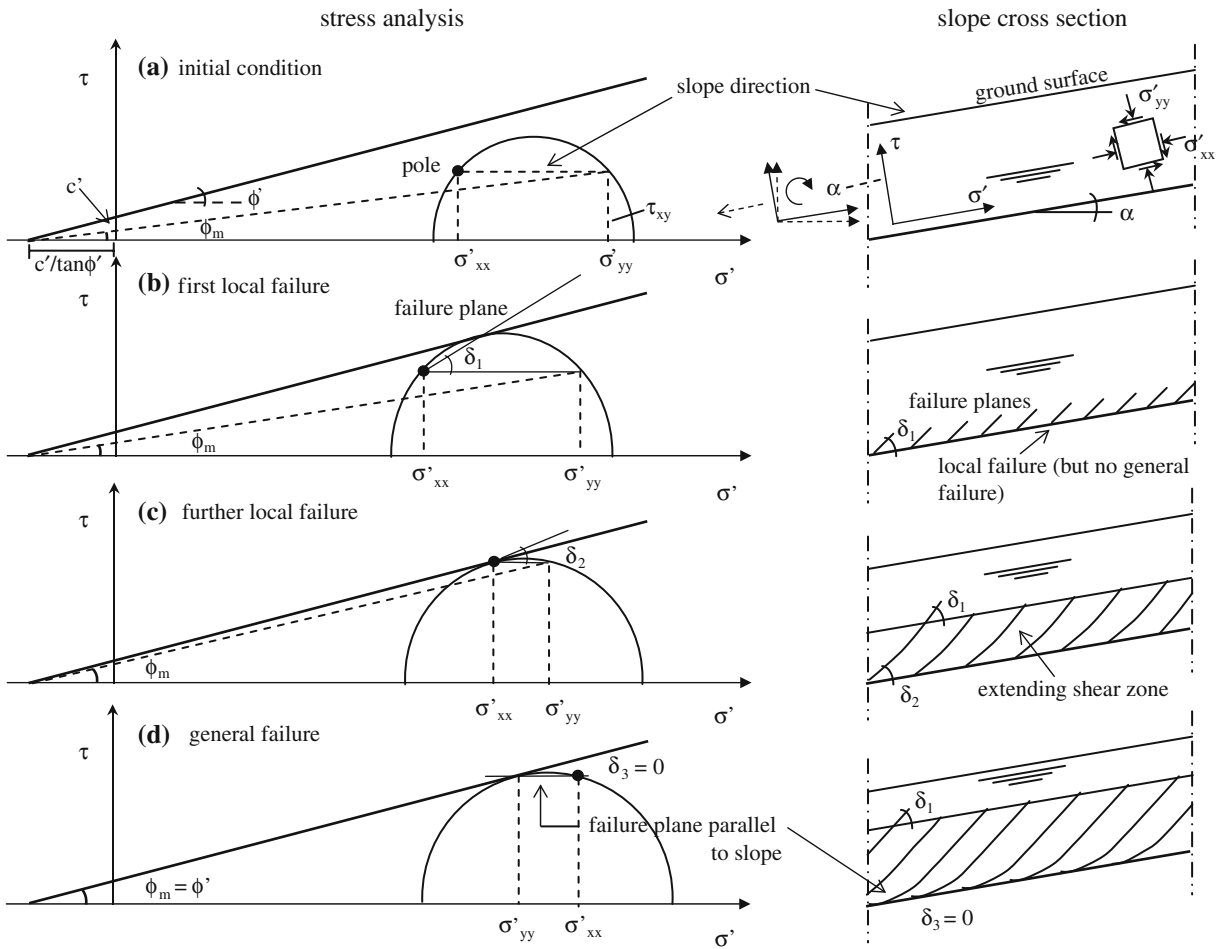 stress analysis
slope cross section
(a) initial condition
τ
slope direction
ground surface
σ'yy
σ'xx
τ
σ'
α
α
pole
c'
ϕ'
ϕm
τxy
c'/tanϕ'
σ'xx
σ'yy
σ'
(b) first local failure
τ
failure plane
δ1
ϕm
σ'xx
σ'yy
σ'
failure planes
δ1
local failure (but no general
failure)
(c) further local failure
τ
δ2
ϕm
σ'xx
σ'yy
σ'
δ1
δ2
extending shear zone
(d) general failure
τ
δ3 = 0
failure plane parallel
to slope
ϕm = ϕ'
σ'yy
σ'xx
σ'
δ1
δ3 = 0